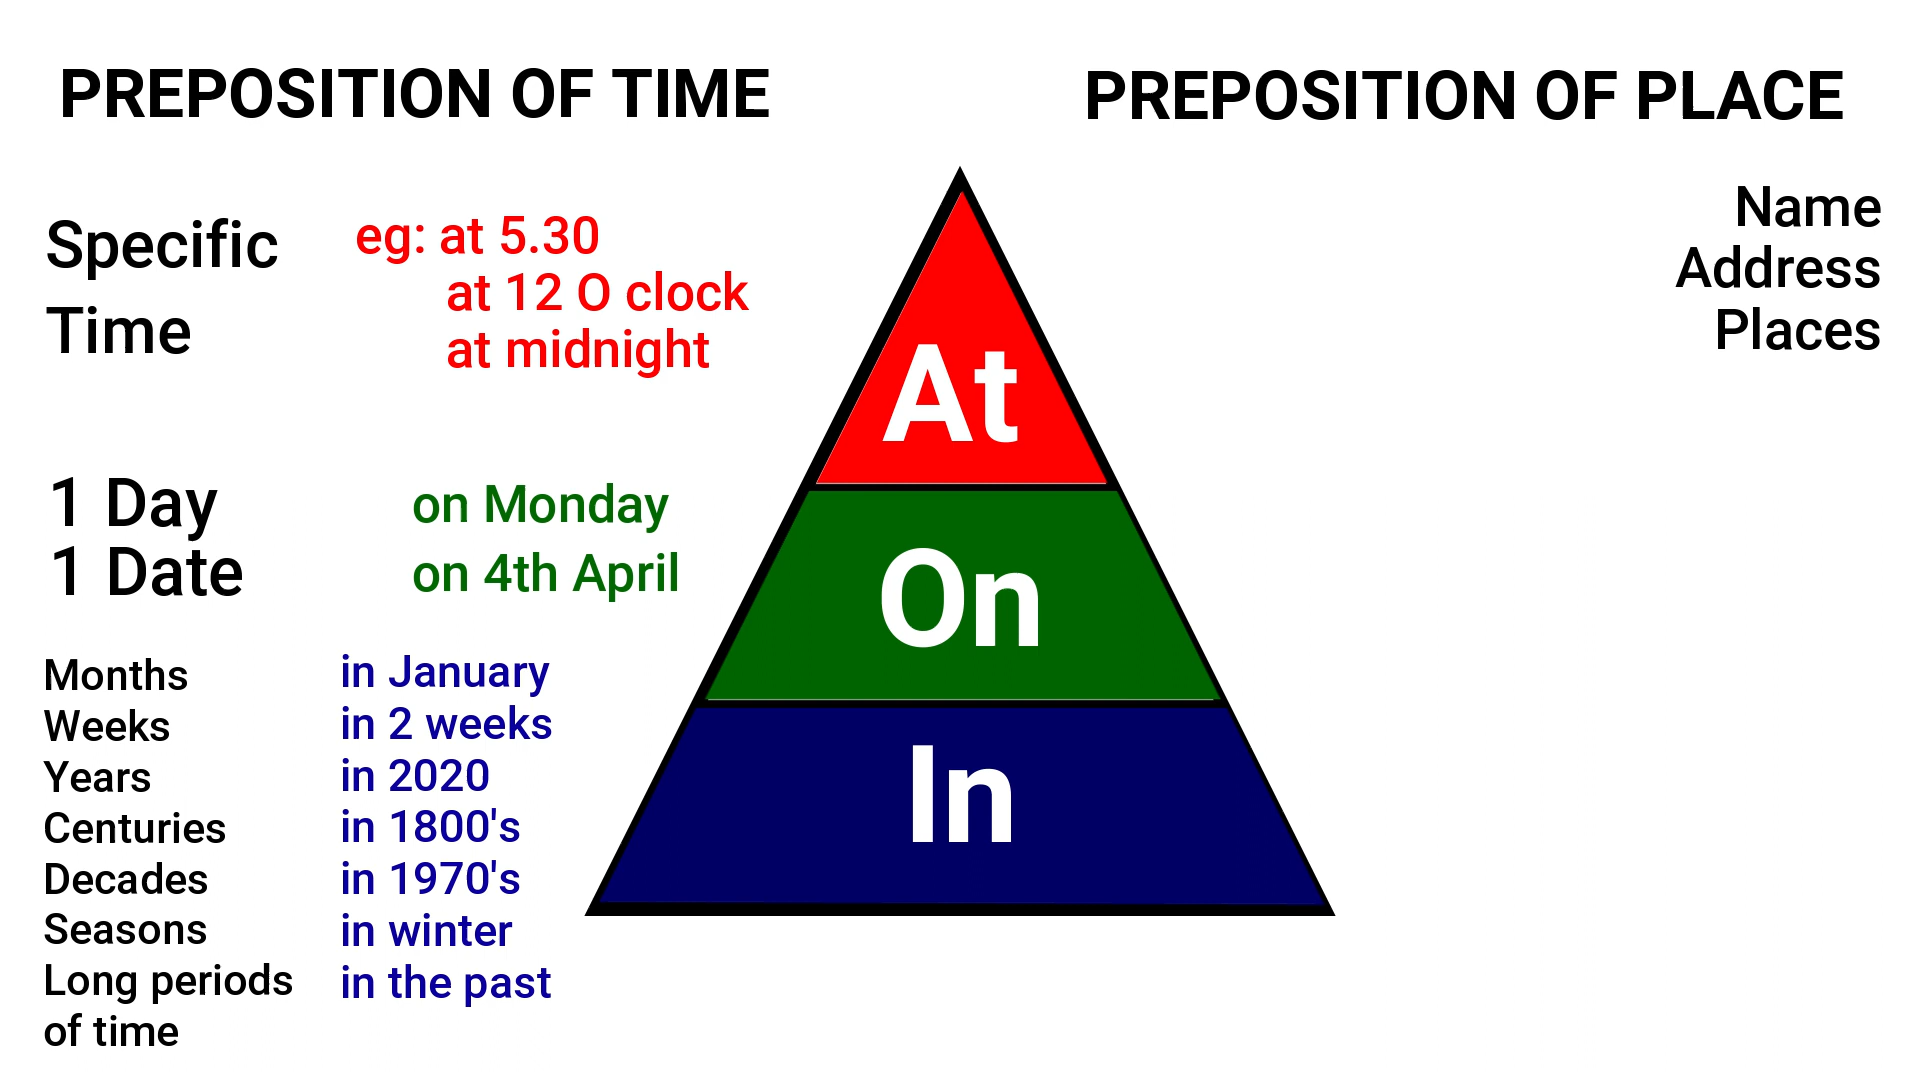 PREPOSITION OF TIME
PREPOSITION OF PLACE
Specific
Time
eg: at 5.30
at 12 O clock
at midnight
Name
Address
Places
At
1 Day
1 Date
on Monday
on 4th April
On
Months
Weeks
Years
Centuries
Decades
Seasons
Long periods
of time
in January
in 2 weeks
in 2020
in 1800's
in 1970's
in winter
in the past
In